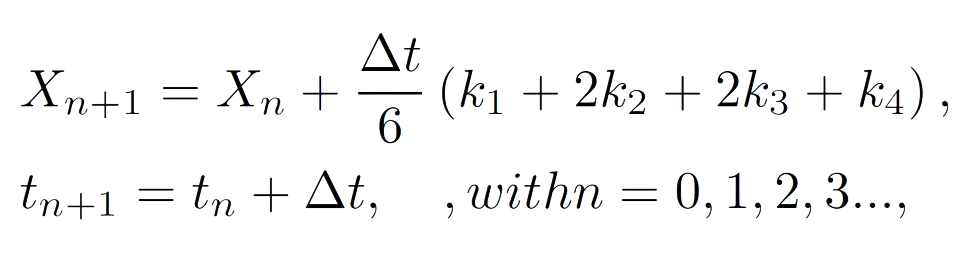 X_{n+1} = X_n + \frac{\Delta t}{6} (k_1 + 2k_2 + 2k_3 + k_4) ,
t_{n+1} = t_n + \Delta t, \quad , withn = 0, 1, 2, 3...,